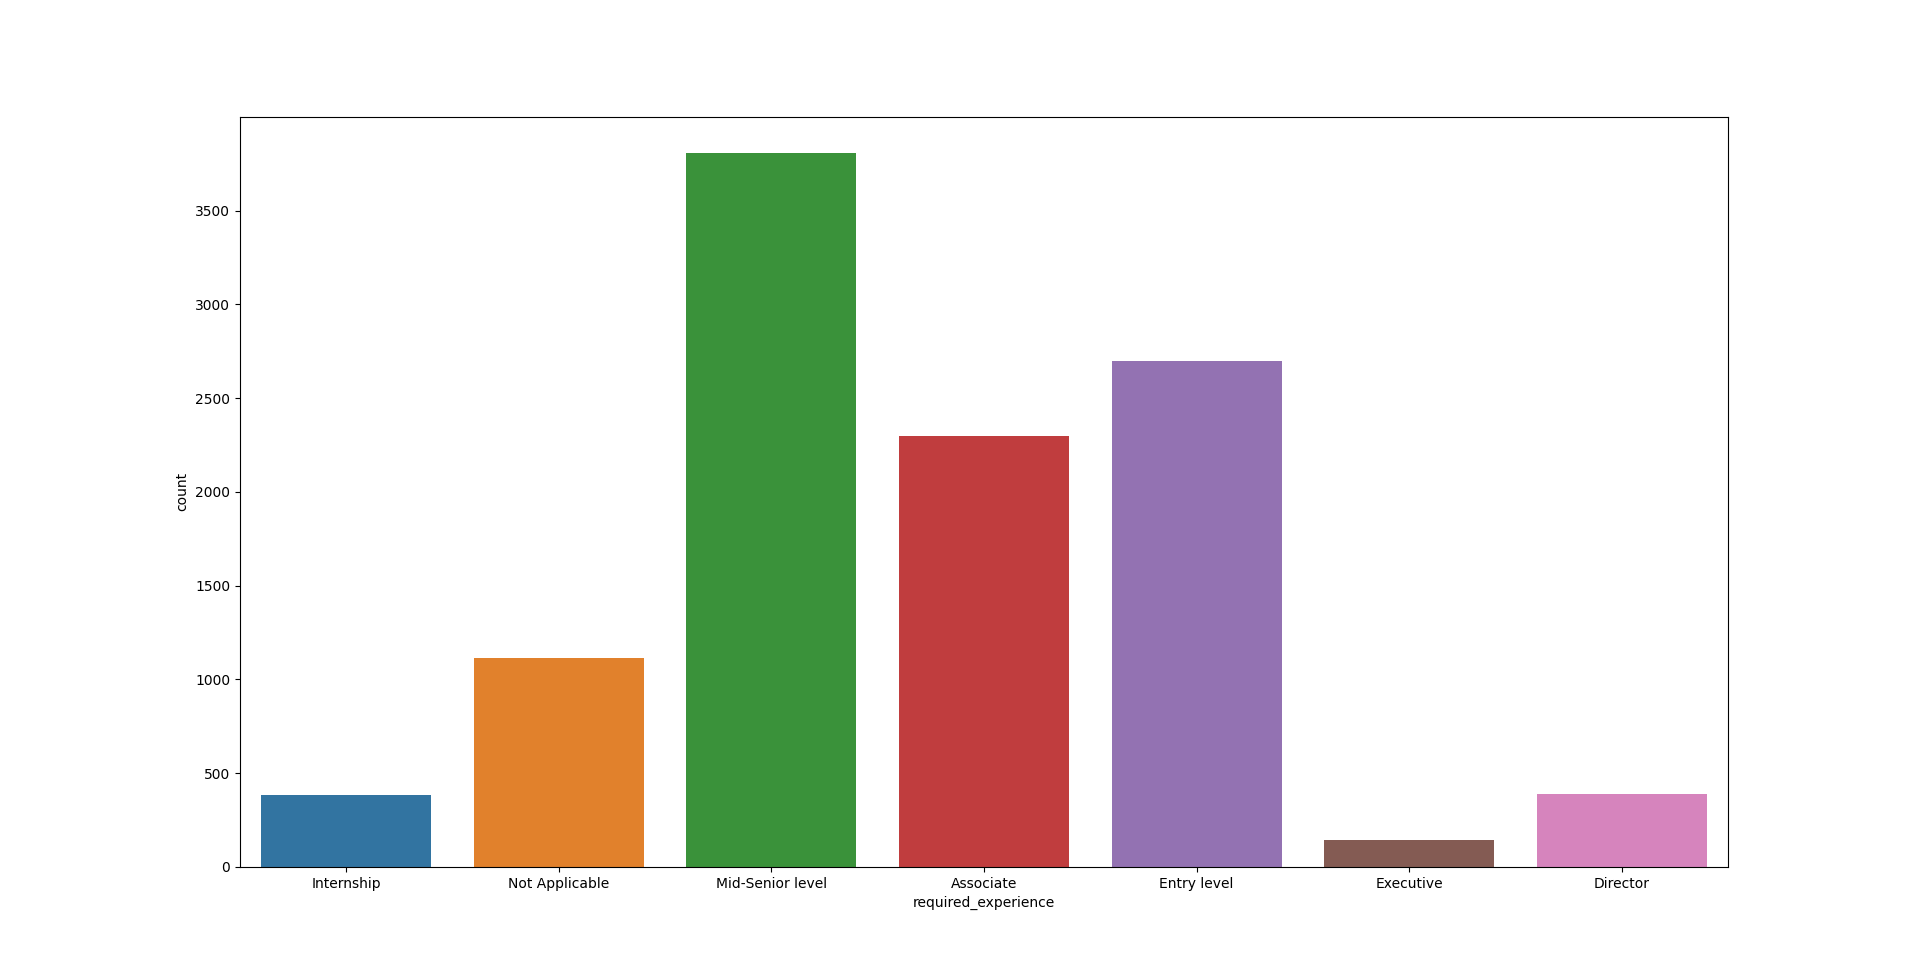 3500
3000
2500
2000
1500
1000
500
0
count
Internship
Not Applicable
Mid-Senior level
Associate
Entry level
Executive
Director
required_experience